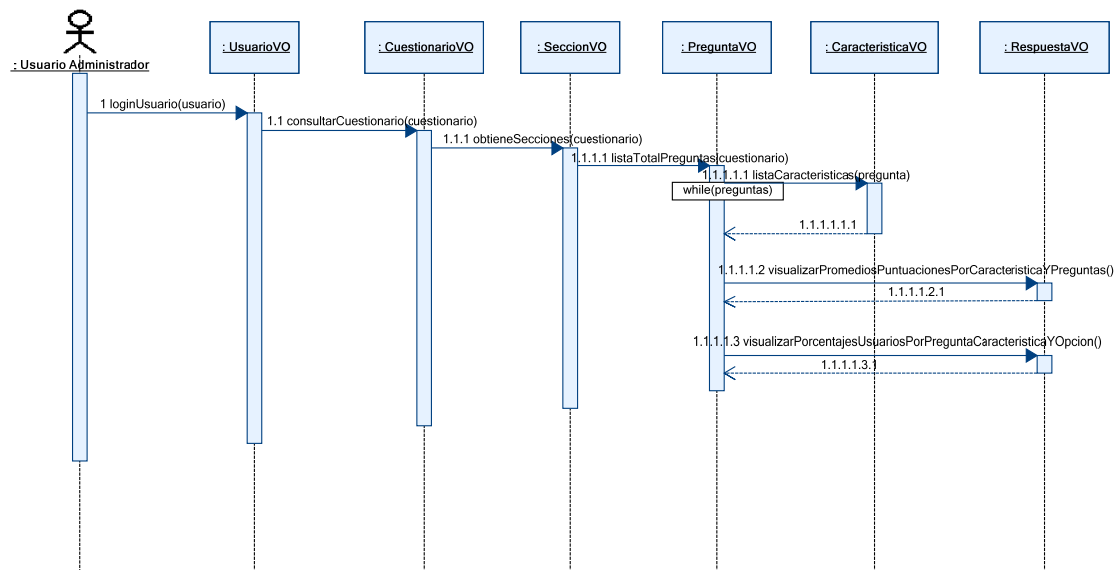 : Usuario Administrador
: UsuarioVO
: CuestionarioVO
: SeccionVO
: PreguntaVO
: CaracteristicaVO
: RespuestaVO
1 loginUsuario(usuario)
1.1 consultarCuestionario(cuestionario)
1.1.1 obtieneSecciones(cuestionario)
1.1.1.1 listaTotalPreguntas(cuestionario)
1.1.1.1.1 listaCaracteristicas(pregunta)
while(preguntas)
1.1.1.1.1.1
1.1.1.1.2 visualizarPromediosPuntuacionesPorCaracteristicaYPreguntas()
1.1.1.1.2.1
1.1.1.1.3 visualizarPorcentajesUsuariosPorPreguntaCaracteristicaYOpcion()
1.1.1.1.3.1